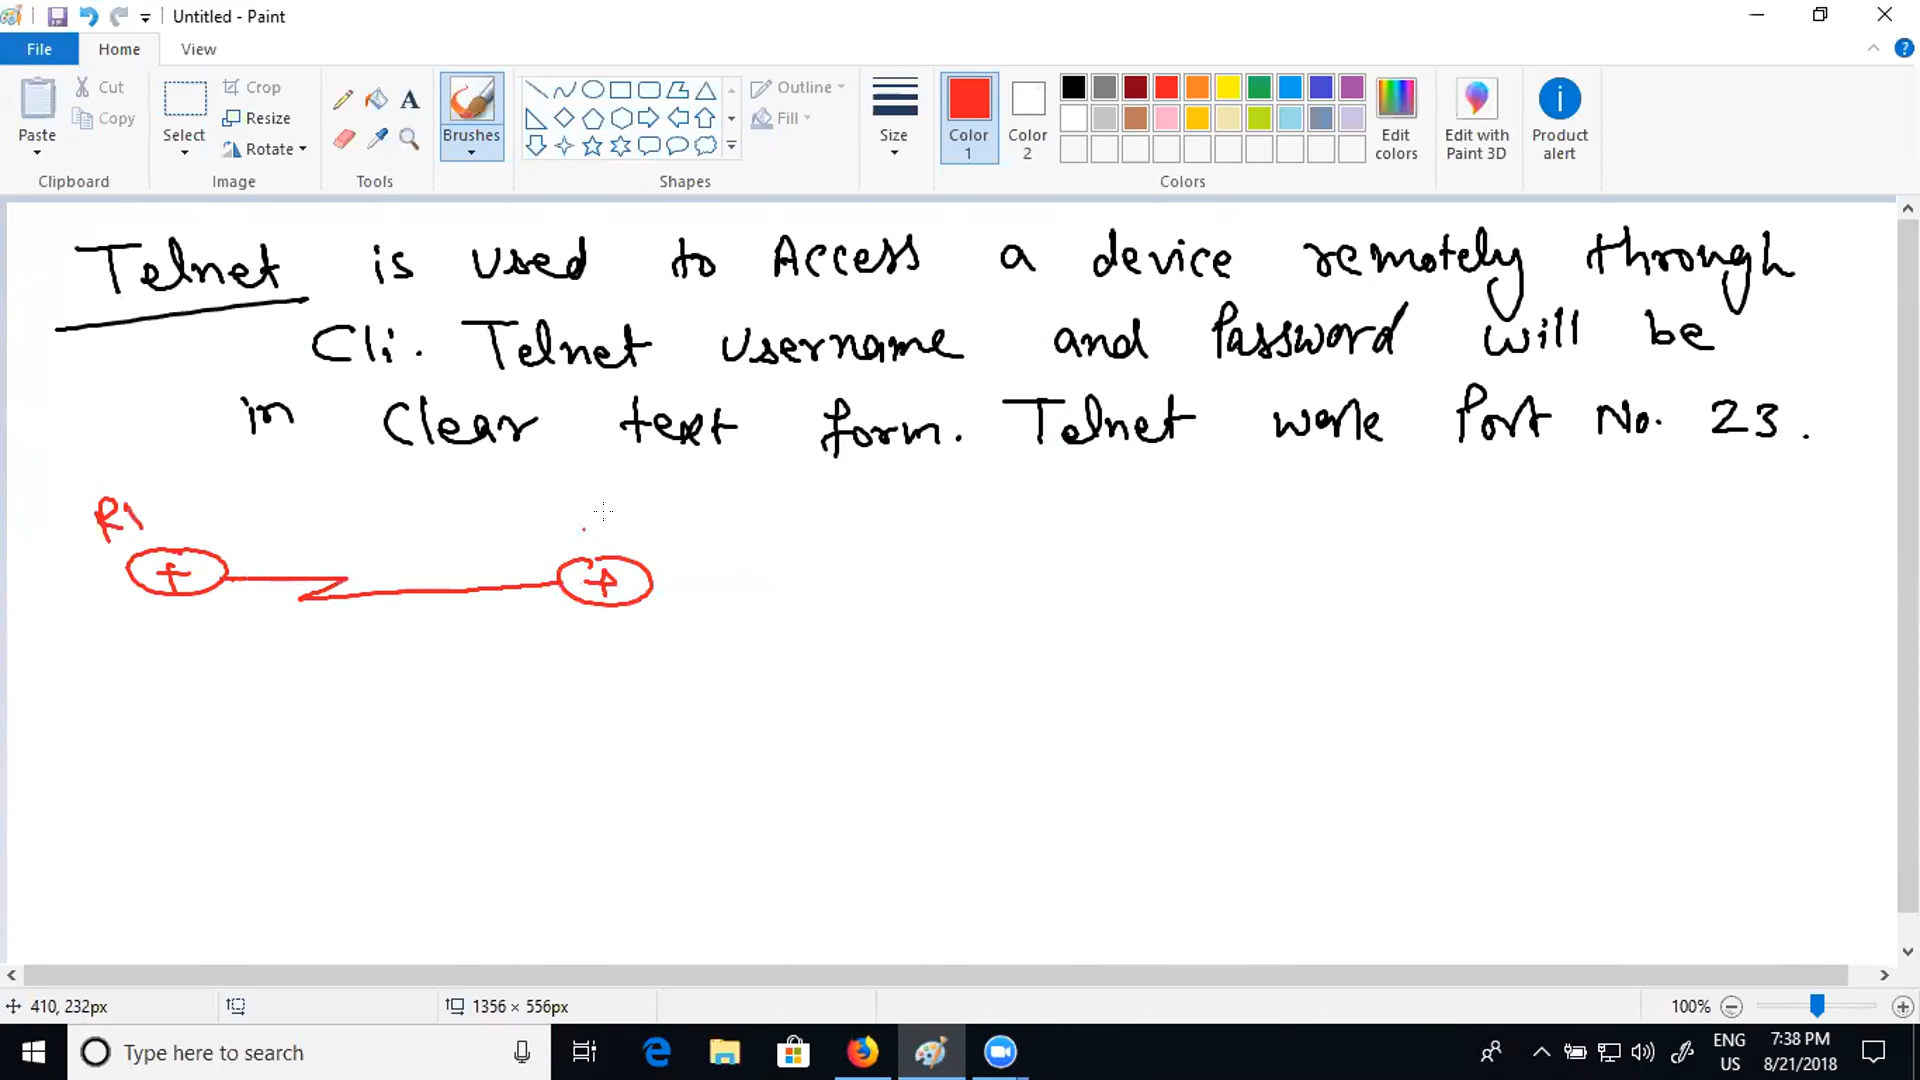 Untitled - Paint
File Home View
Paste
Cut
Copy
Clipboard
Select
Crop
Resize
Rotate
Image
A
Tools
Brushes
Shapes
Outline
Fill
Size
Color 1
Color 2
Colors
Edit colors
Edit with Paint 3D
Product alert
Telnet is used to Access a device remotely through
Cli. Telnet username and Password will be
in Clear text form. Telnet work Port No. 23.
R1
410, 232px
1356 × 556px
100%
Type here to search
ENG
US
7:38 PM
8/21/2018